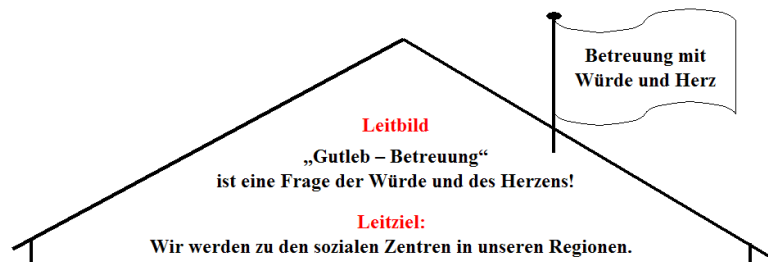 Betreuung mit
Würde und Herz
Leitbild
„Gutleb – Betreuung“
ist eine Frage der Würde und des Herzens!
Leitziel:
Wir werden zu den sozialen Zentren in unseren Regionen.